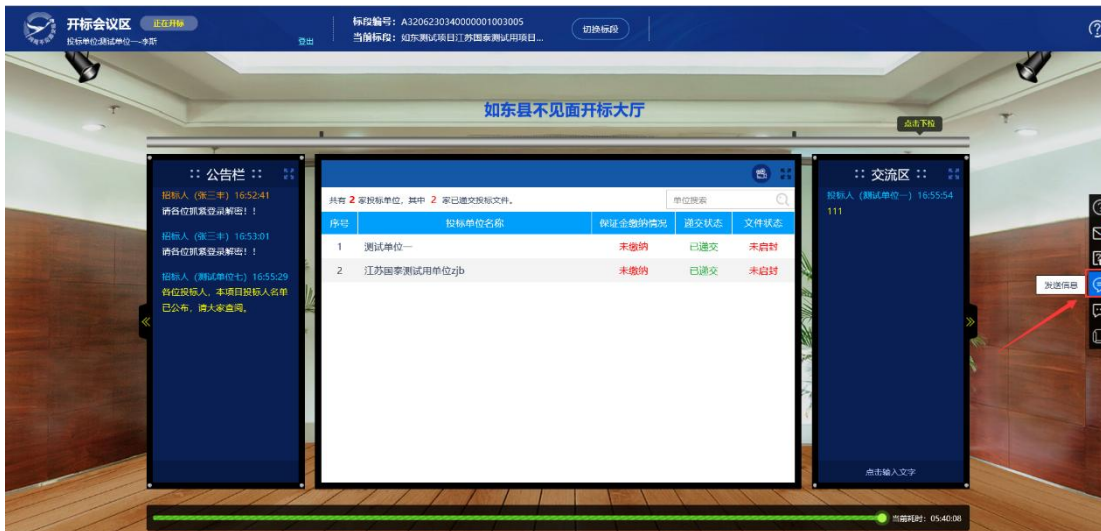 开标会议区 正在开标
投标单位:测试单位一--李斯
登出
标段编号：A3206230340000001003005
当前标段：如东测试项目江苏国泰测试用项目...
切换标段
如东县不见面开标大厅
点击下拉
:: 公告栏 ::
招标人 (张三丰) 16:52:41
请各位抓紧登录解密！！
招标人 (张三丰) 16:53:01
请各位抓紧登录解密！！
招标人 (测试单位七) 16:55:29
各位投标人，本项目投标人名单
已公布，请大家查阅。
共有 2 家投标单位，其中 2 家已递交投标文件。
单位搜索
序号 投标单位名称 保证金缴纳情况 递交状态 文件状态
1 测试单位一 未缴纳 已递交 未启封
2 江苏国泰测试用单位zjb 未缴纳 已递交 未启封
:: 交流区 ::
投标人 (测试单位一) 16:55:54
111
点击输入文字
发送信息
当前耗时：05:40:08